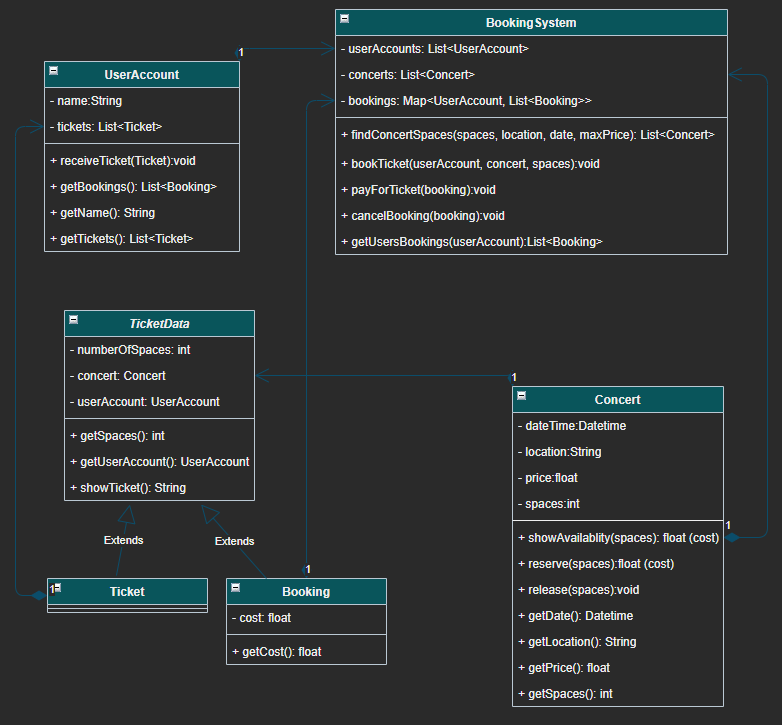 BookingSystem
- userAccounts: List<UserAccount>
- concerts: List<Concert>
- bookings: Map<UserAccount, List<Booking>>
+ findConcertSpaces(spaces, location, date, maxPrice): List<Concert>
+ bookTicket(userAccount, concert, spaces):void
+ payForTicket(booking):void
+ cancelBooking(booking):void
+ getUsersBookings(userAccount):List<Booking>
1
UserAccount
- name:String
- tickets: List<Ticket>
+ receiveTicket(Ticket):void
+ getBookings(): List<Booking>
+ getName(): String
+ getTickets(): List<Ticket>
TicketData
- numberOfSpaces: int
- concert: Concert
- userAccount: UserAccount
+ getSpaces(): int
+ getUserAccount(): UserAccount
+ showTicket(): String
1
Concert
- dateTime:Datetime
- location:String
- price:float
- spaces:int
1
+ showAvailablity(spaces): float (cost)
+ reserve(spaces):float (cost)
+ release(spaces):void
+ getDate(): Datetime
+ getLocation(): String
+ getPrice(): float
+ getSpaces(): int
Extends
Extends
1
Ticket
1
Booking
- cost: float
+ getCost(): float